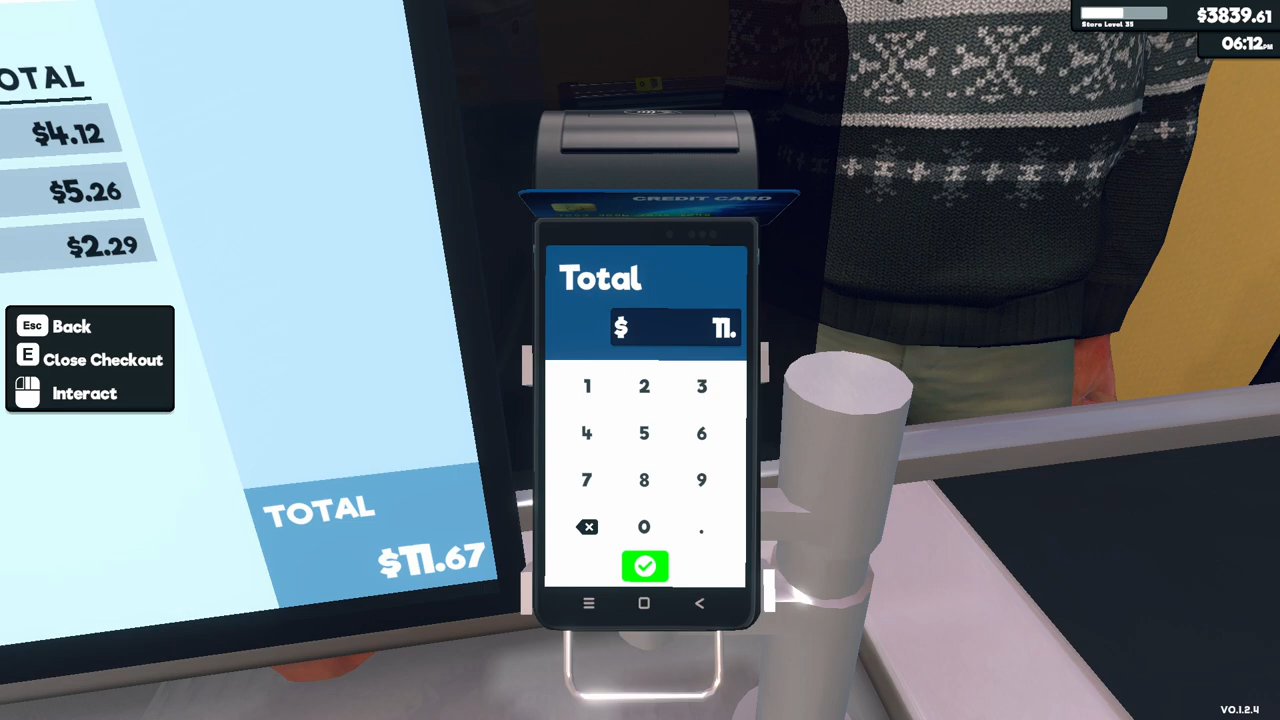 $3839.61
Store Level 35
06:12PM
OTAL
$4.12
$5.26
$2.29
CREDIT CARD
Esc Back
E Close Checkout
Interact
Total
$ 11.
1 2 3
4 5 6
7 8 9
0 .
TOTAL
$11.67
V0.1.2.4